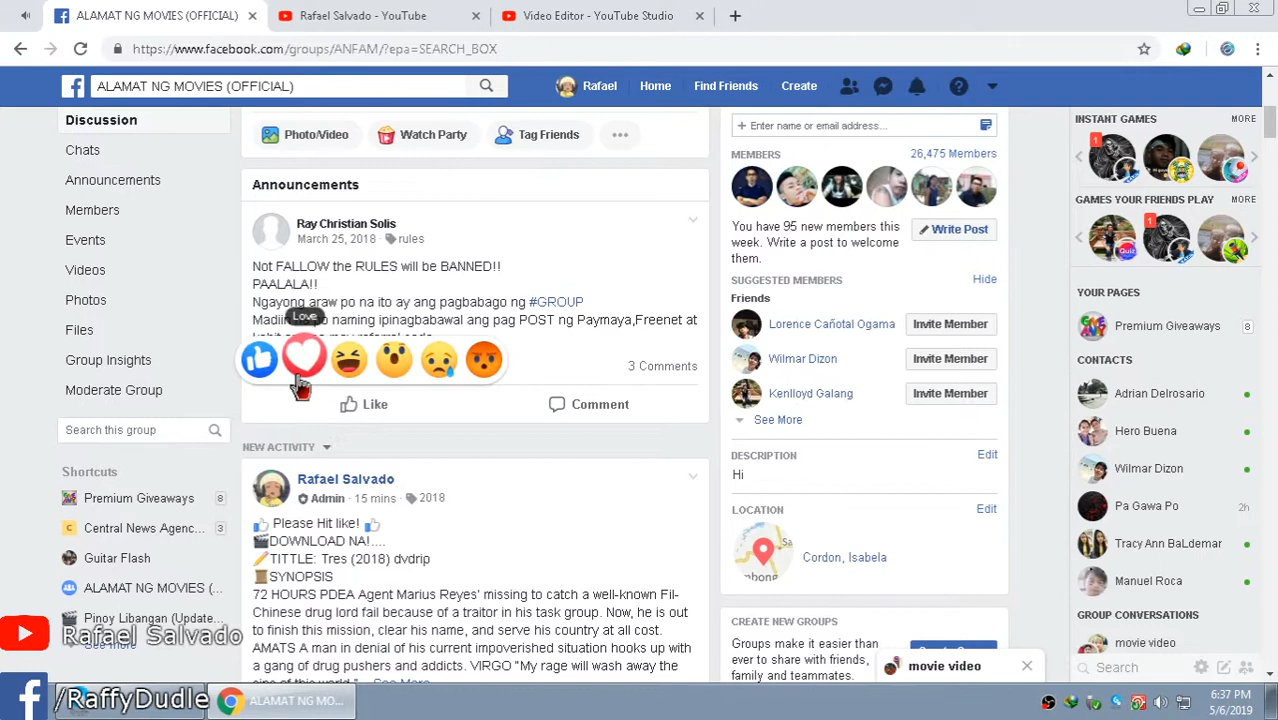 ALAMAT NG MOVIES (OFFICIAL)
Rafael Salvado - YouTube
Video Editor - YouTube Studio
https://www.facebook.com/groups/ANFAM/?epa=SEARCH_BOX
ALAMAT NG MOVIES (OFFICIAL)
Rafael
Home
Find Friends
Create
Discussion
Chats
Announcements
Members
Events
Videos
Photos
Files
Group Insights
Moderate Group
Search this group
Shortcuts
Premium Giveaways 8
Central News Agenc... 3
Guitar Flash
ALAMAT NG MOVIES (...
Pinoy Libangan (Update...
See More
Photo/Video
Watch Party
Tag Friends
Announcements
Ray Christian Solis
March 25, 2018 rules
Not FALLOW the RULES will be BANNED!!
PAALALA!!
Ngayong araw po na ito ay ang pagbabago ng #GROUP
Love
naming ipinagbabawal ang pag POST ng Paymaya,Freenet at
3 Comments
Like
Comment
NEW ACTIVITY
Rafael Salvado
Admin · 15 mins · 2018
Please Hit like!
DOWNLOAD NA!....
TITTLE: Tres (2018) dvdrip
SYNOPSIS
72 HOURS PDEA Agent Marius Reyes' missing to catch a well-known Fil-
Chinese drug lord fail because of a traitor in his task group. Now, he is out
to finish this mission, clear his name, and serve his country at all cost.
AMATS A man in denial of his current impoverished situation hooks up with
a gang of drug pushers and addicts. VIRGO "My rage will wash away the
+ Enter name or email address...
MEMBERS
26,475 Members
You have 95 new members this
week. Write a post to welcome
them.
Write Post
SUGGESTED MEMBERS
Hide
Friends
Lorence Cañotal Ogama
Invite Member
Wilmar Dizon
Invite Member
Kenlloyd Galang
Invite Member
See More
DESCRIPTION
Edit
Hi
LOCATION
Edit
Cordon, Isabela
CREATE NEW GROUPS
Groups make it easier than
ever to share with friends,
family and teammates.
movie video
INSTANT GAMES
MORE
1
GAMES YOUR FRIENDS PLAY
MORE
1
Quiz
YOUR PAGES
Premium Giveaways 8
CONTACTS
Adrian Delrosario
Hero Buena
Wilmar Dizon
Pa Gawa Po 2h
Tracy Ann BaLdemar
Manuel Roca
GROUP CONVERSATIONS
movie video
Search
Rafael Salvado
/RaffyDudle
ALAMAT NG MO...
6:37 PM
5/6/2019